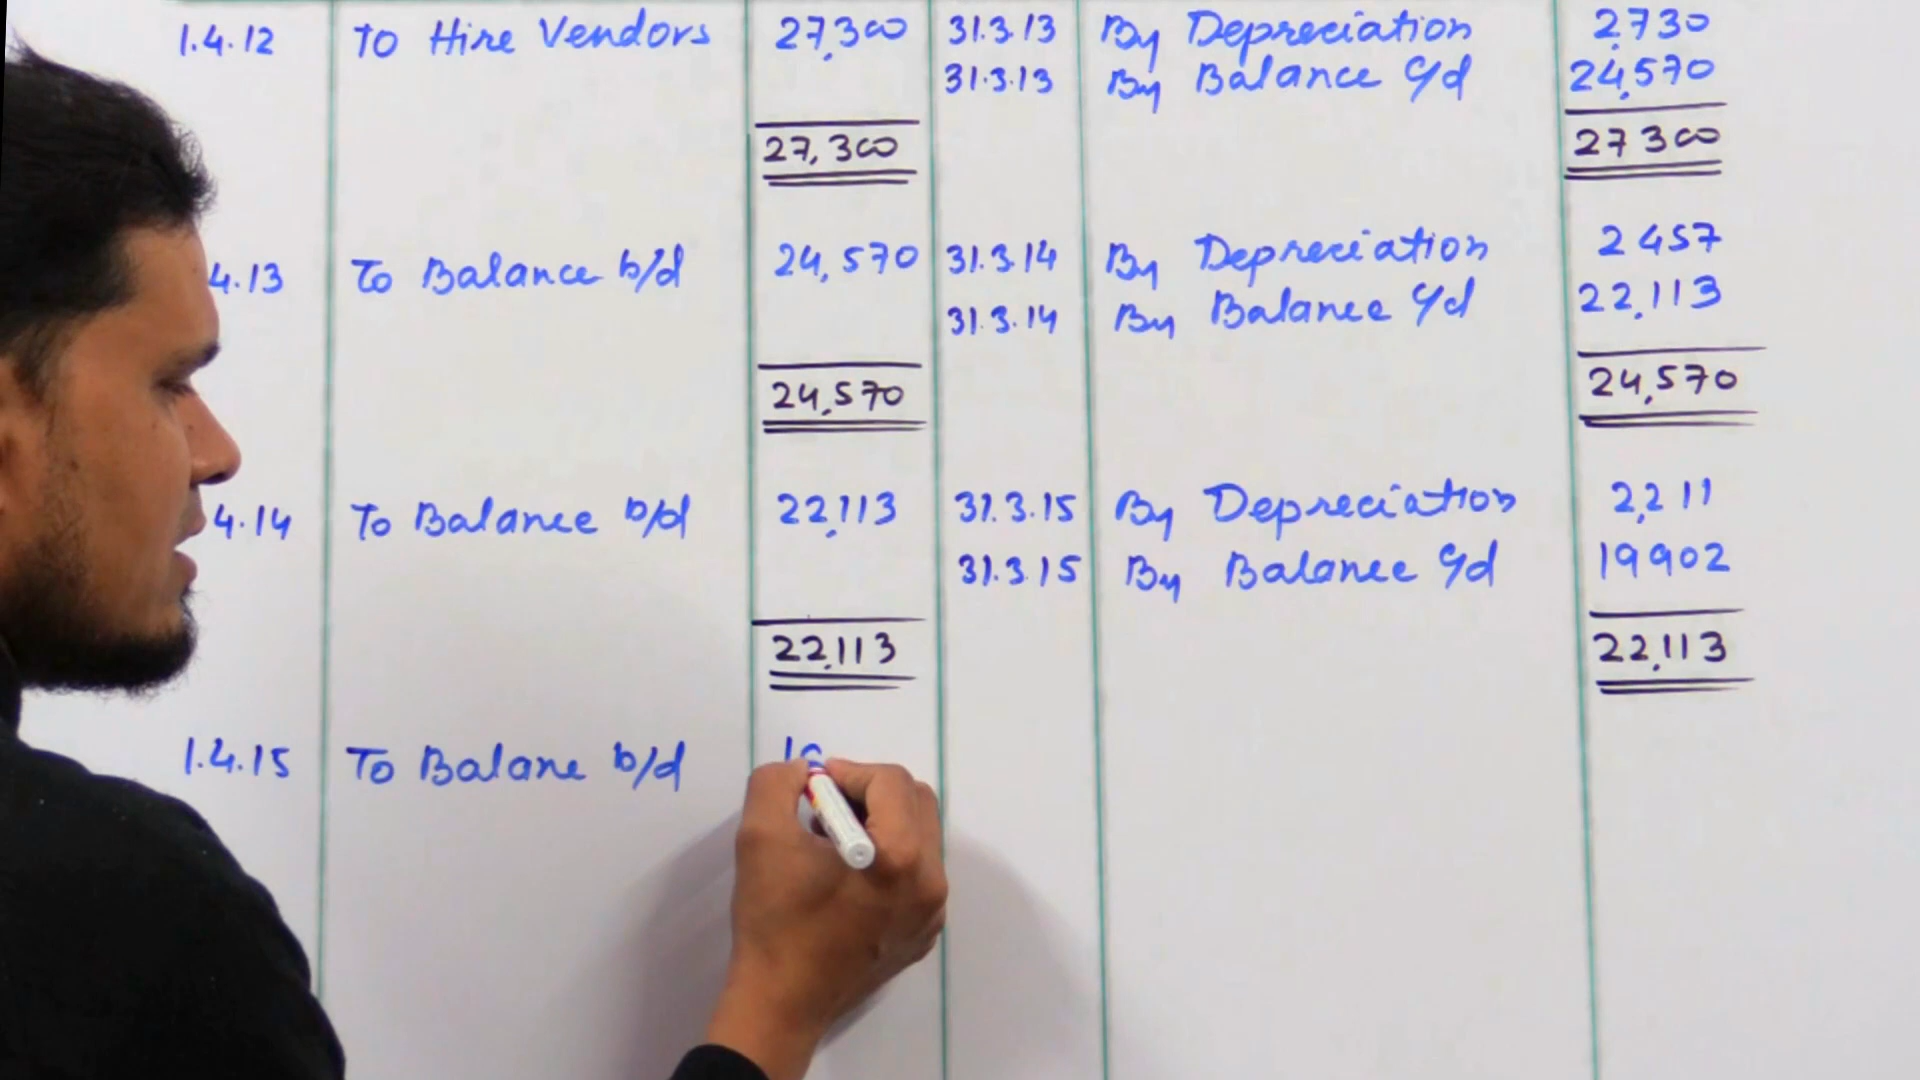 1.4.12 To Hire Vendors 27,300 31.3.13 By Depreciation 2,730
31.3.13 By Balance c/d 24,570
27,300 27300
4.13 To Balance b/d 24,570 31.3.14 By Depreciation 2457
31.3.14 By Balance c/d 22,113
24,570 24,570
4.14 To Balance b/d 22,113 31.3.15 By Depreciation 2,211
31.3.15 By Balance c/d 19902
22,113 22,113
1.4.15 To Balane b/d